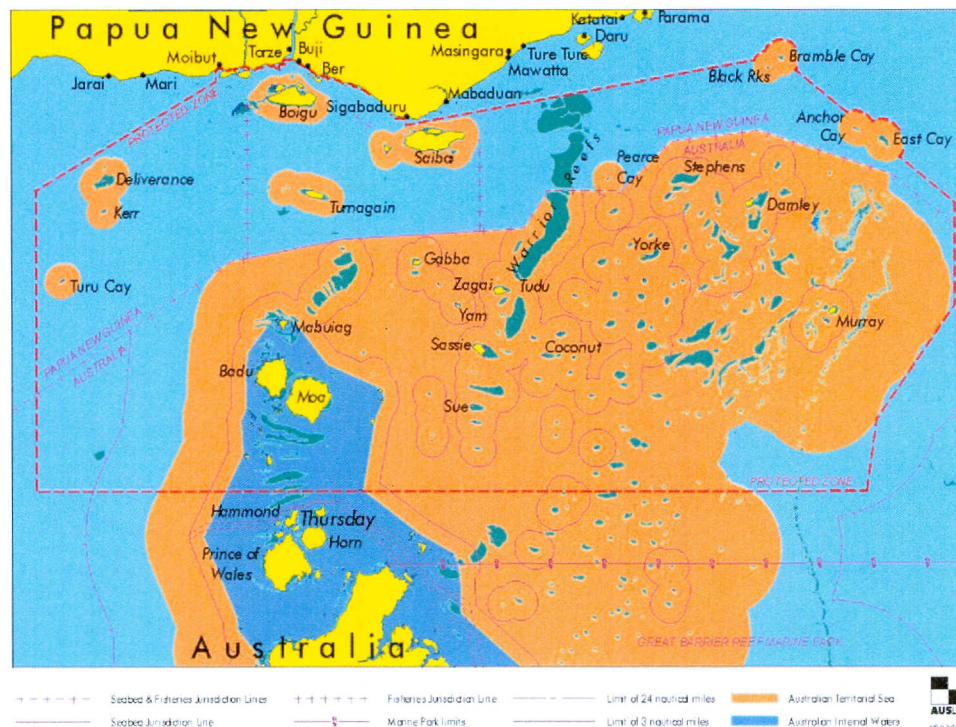 Papua New Guinea
Katatai
Parama
Daru
Moibut
Tarze
Buji
Ber
Masingara
Ture Ture
Mawatta
Bramble Cay
Black Rks
Jarai
Mari
Mabaduan
Boigu
Sigabaduru
PROTECTED ZONE
Anchor
Cay
East Cay
PAPUA NEW GUINEA
AUSTRALIA
Saiba
Pearce
Cay
Stephens
Warrior Reefs
Deliverance
Kerr
Turnagain
Damley
Yorke
Gabba
Turu Cay
Zagai
Tudu
Yam
Murray
Mabuiag
PAPUA NEW GUINEA
AUSTRALIA
Sassie
Coconut
Badu
Moa
Sue
PROTECTED ZONE
Hammond
Thursday
Horn
Prince of
Wales
Australia
GREAT BARRIER REEF MARINE PARK
Seabed & Fisheries Jurisdiction Lines
Fisheries Jurisdiction Line
Limit of 24 nautical miles
Australian Territorial Sea
Seabed Jurisdiction Line
Marine Park limits
Limit of 3 nautical miles
Australian Internal Waters